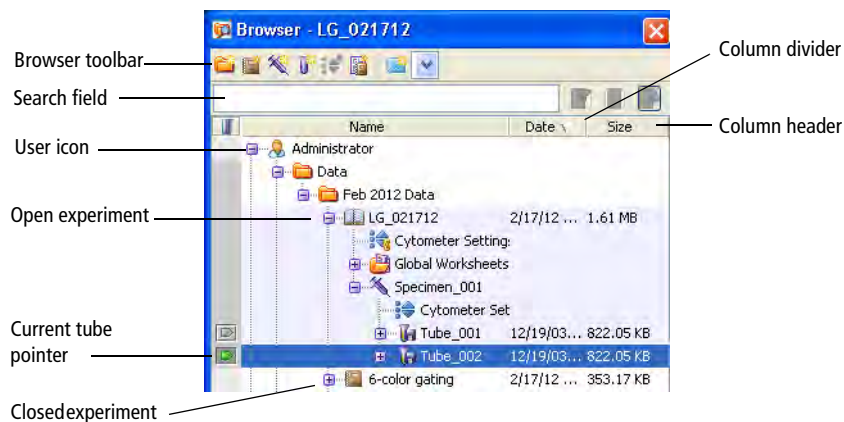 Browser - LG_021712
Browser toolbar
Column divider
Search field
Name Date Size
Column header
User icon
Administrator
Data
Feb 2012 Data
Open experiment
LG_021712 2/17/12 ... 1.61 MB
Cytometer Setting:
Global Worksheets
Specimen_001
Cytometer Set
Current tube
pointer
Tube_001 12/19/03... 822.05 KB
Tube_002 12/19/03... 822.05 KB
6-color gating 2/17/12 ... 353.17 KB
Closedexperiment